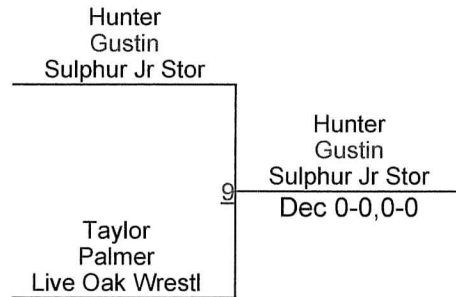 Hunter
Gustin
Sulphur Jr Stor
Hunter
Gustin
Sulphur Jr Stor
9
Dec 0-0,0-0
Taylor
Palmer
Live Oak Wrestl